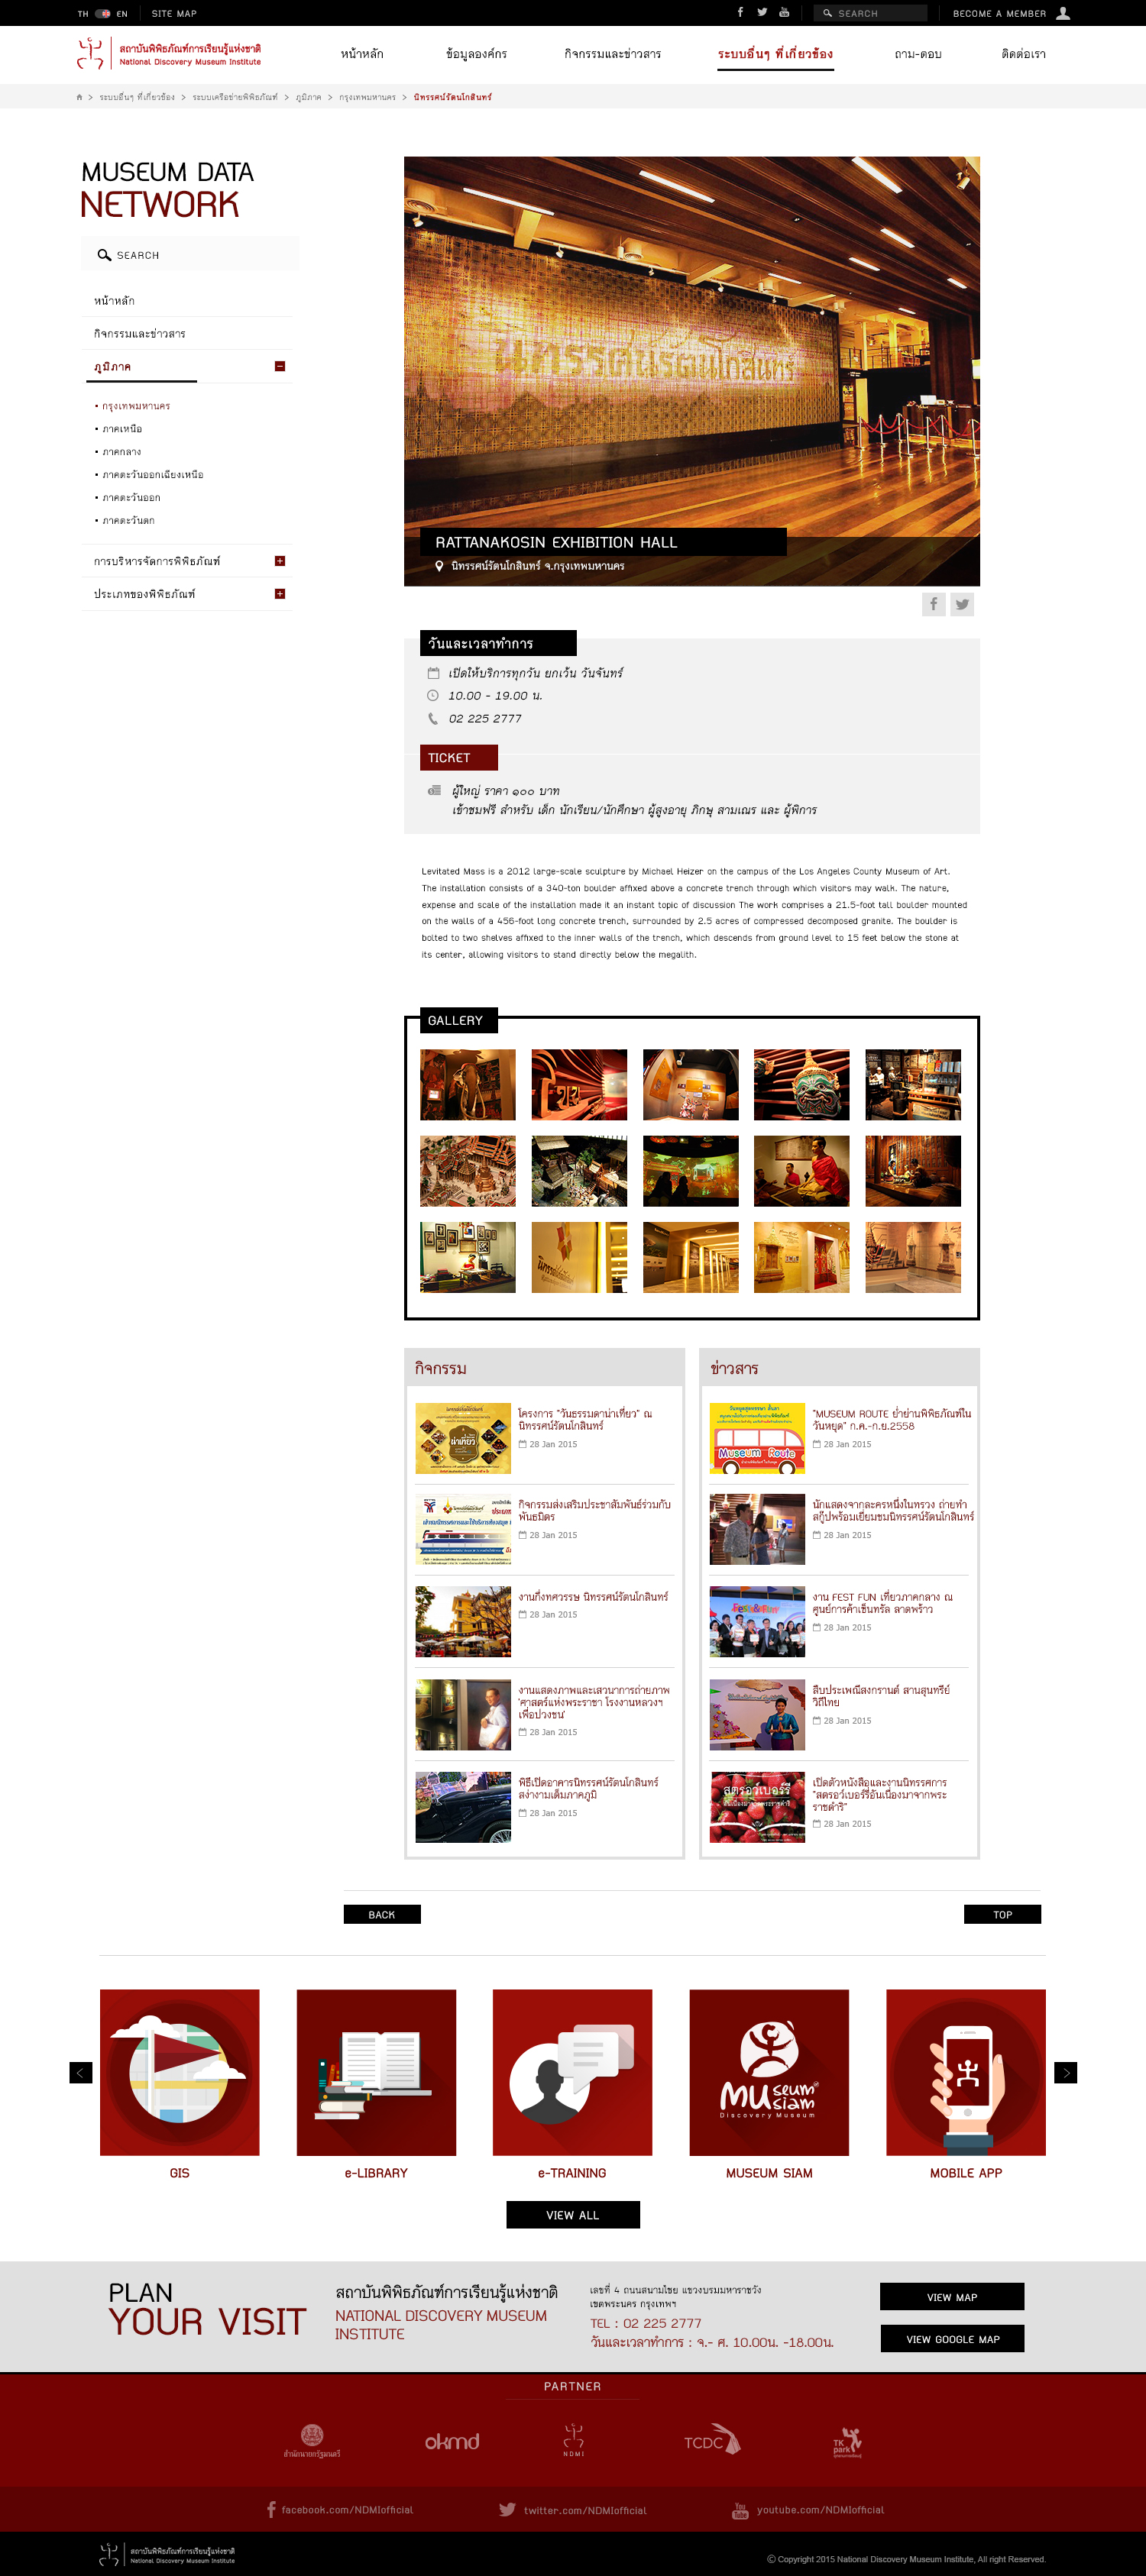 TH EN SITE MAP SEARCH BECOME A MEMBER
สถาบันพิพิธภัณฑ์การเรียนรู้แห่งชาติ
National Discovery Museum Institute
หน้าหลัก ข้อมูลองค์กร กิจกรรมและข่าวสาร ระบบอื่นๆ ที่เกี่ยวข้อง ถาม-ตอบ ติดต่อเรา
> ระบบอื่นๆ ที่เกี่ยวข้อง > ระบบเครือข่ายพิพิธภัณฑ์ > ภูมิภาค > กรุงเทพมหานคร > นิทรรศน์รัตนโกสินทร์
MUSEUM DATA
NETWORK
SEARCH
หน้าหลัก
กิจกรรมและข่าวสาร
ภูมิภาค
• กรุงเทพมหานคร
• ภาคเหนือ
• ภาคกลาง
• ภาคตะวันออกเฉียงเหนือ
• ภาคตะวันออก
• ภาคตะวันตก
การบริหารจัดการพิพิธภัณฑ์
ประเภทของพิพิธภัณฑ์
นิทรรศน์รัตนโกสินทร์
RATTANAKOSIN EXHIBITION HALL
นิทรรศน์รัตนโกสินทร์ จ.กรุงเทพมหานคร
วันและเวลาทำการ
เปิดให้บริการทุกวัน ยกเว้น วันจันทร์
10.00 - 19.00 น.
02 225 2777
TICKET
ผู้ใหญ่ ราคา ๑๐๐ บาท
เข้าชมฟรี สำหรับ เด็ก นักเรียน/นักศึกษา ผู้สูงอายุ ภิกษุ สามเณร และ ผู้พิการ
Levitated Mass is a 2012 large-scale sculpture by Michael Heizer on the campus of the Los Angeles County Museum of Art.
The installation consists of a 340-ton boulder affixed above a concrete trench through which visitors may walk. The nature,
expense and scale of the installation made it an instant topic of discussion The work comprises a 21.5-foot tall boulder mounted
on the walls of a 456-foot long concrete trench, surrounded by 2.5 acres of compressed decomposed granite. The boulder is
bolted to two shelves affixed to the inner walls of the trench, which descends from ground level to 15 feet below the stone at
its center, allowing visitors to stand directly below the megalith.
GALLERY
กิจกรรม
โครงการ "วันธรรมดาน่าเที่ยว" ณ
นิทรรศน์รัตนโกสินทร์
28 Jan 2015
กิจกรรมส่งเสริมประชาสัมพันธ์ร่วมกับ
พันธมิตร
28 Jan 2015
งานกึ่งทศวรรษ นิทรรศน์รัตนโกสินทร์
28 Jan 2015
งานแสดงภาพและเสวนาการถ่ายภาพ
'ศาสตร์แห่งพระราชา โรงงานหลวงฯ
เพื่อปวงชน'
28 Jan 2015
พิธีเปิดอาคารนิทรรศน์รัตนโกสินทร์
สง่างามเต็มภาคภูมิ
28 Jan 2015
ข่าวสาร
Museum Route
"MUSEUM ROUTE ย่ำย่านพิพิธภัณฑ์ใน
วันหยุด" ก.ค.-ก.ย.2558
28 Jan 2015
นักแสดงจากละครหนึ่งในทรวง ถ่ายทำ
สกู๊ปพร้อมเยี่ยมชมนิทรรศน์รัตนโกสินทร์
28 Jan 2015
งาน FEST FUN เที่ยวภาคกลาง ณ
ศูนย์การค้าเซ็นทรัล ลาดพร้าว
28 Jan 2015
สืบประเพณีสงกรานต์ สานสุนทรีย์
วิถีไทย
28 Jan 2015
สตรอว์เบอร์รี
เปิดตัวหนังสือและงานนิทรรศการ
"สตรอว์เบอร์รี่อันเนื่องมาจากพระ
ราชดำริ"
28 Jan 2015
BACK TOP
MUseum siam
Discovery Museum
GIS e-LIBRARY e-TRAINING MUSEUM SIAM MOBILE APP
VIEW ALL
PLAN
YOUR VISIT
สถาบันพิพิธภัณฑ์การเรียนรู้แห่งชาติ
NATIONAL DISCOVERY MUSEUM
INSTITUTE
เลขที่ 4 ถนนสนามไชย แขวงบรมมหาราชวัง
เขตพระนคร กรุงเทพฯ
TEL : 02 225 2777
วันและเวลาทำการ : จ.- ศ. 10.00น. -18.00น.
VIEW MAP
VIEW GOOGLE MAP
PARTNER
สำนักนายกรัฐมนตรี okmd NDMI TCDC TK park
facebook.com/NDMIofficial twitter.com/NDMIofficial youtube.com/NDMIofficial
สถาบันพิพิธภัณฑ์การเรียนรู้แห่งชาติ
National Discovery Museum Institute
© Copyright 2015 National Discovery Museum Institute, All right Reserved.